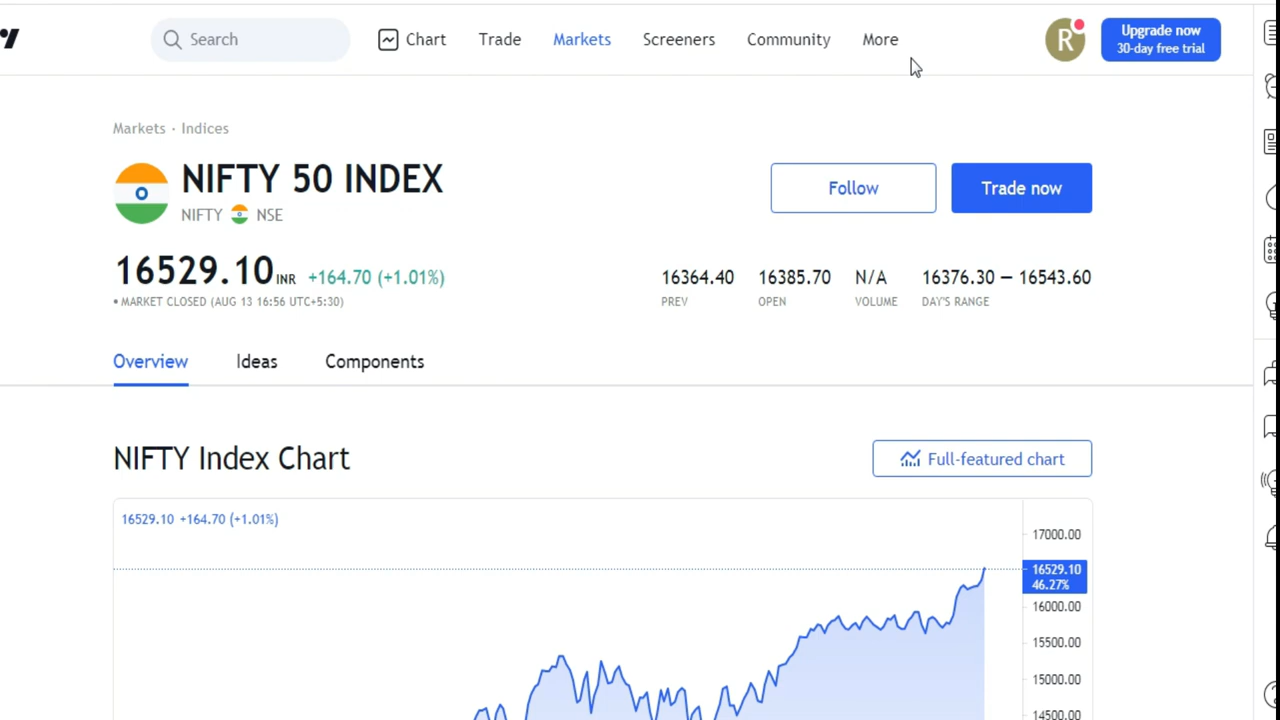 Search
Chart
Trade
Markets
Screeners
Community
More
R
Upgrade now
30-day free trial
Markets · Indices
NIFTY 50 INDEX
NIFTY NSE
Follow
Trade now
16529.10 INR +164.70 (+1.01%)
• MARKET CLOSED (AUG 13 16:56 UTC+5:30)
16364.40
PREV
16385.70
OPEN
N/A
VOLUME
16376.30 — 16543.60
DAY'S RANGE
Overview
Ideas
Components
NIFTY Index Chart
Full-featured chart
16529.10 +164.70 (+1.01%)
17000.00
16529.10
46.27%
16000.00
15500.00
15000.00
14500.00